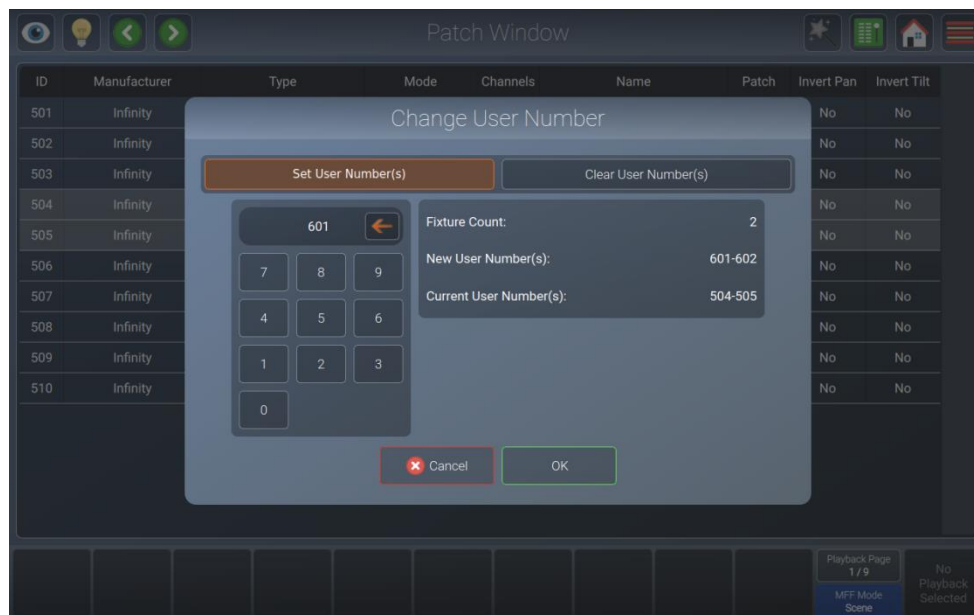 Patch Window
ID Manufacturer Type Mode Channels Name Patch Invert Pan Invert Tilt
501 Infinity No No
Change User Number
502 Infinity No No
503 Infinity Set User Number(s) Clear User Number(s) No No
504 Infinity No No
601 Fixture Count: 2
505 Infinity No No
506 Infinity 7 8 9 New User Number(s): 601-602 No No
507 Infinity Current User Number(s): 504-505 No No
508 Infinity 4 5 6 No No
509 Infinity 1 2 3 No No
510 Infinity No No
0
Cancel OK
Playback Page
1 / 9
MFF Mode
Scene
No
Playback
Selected